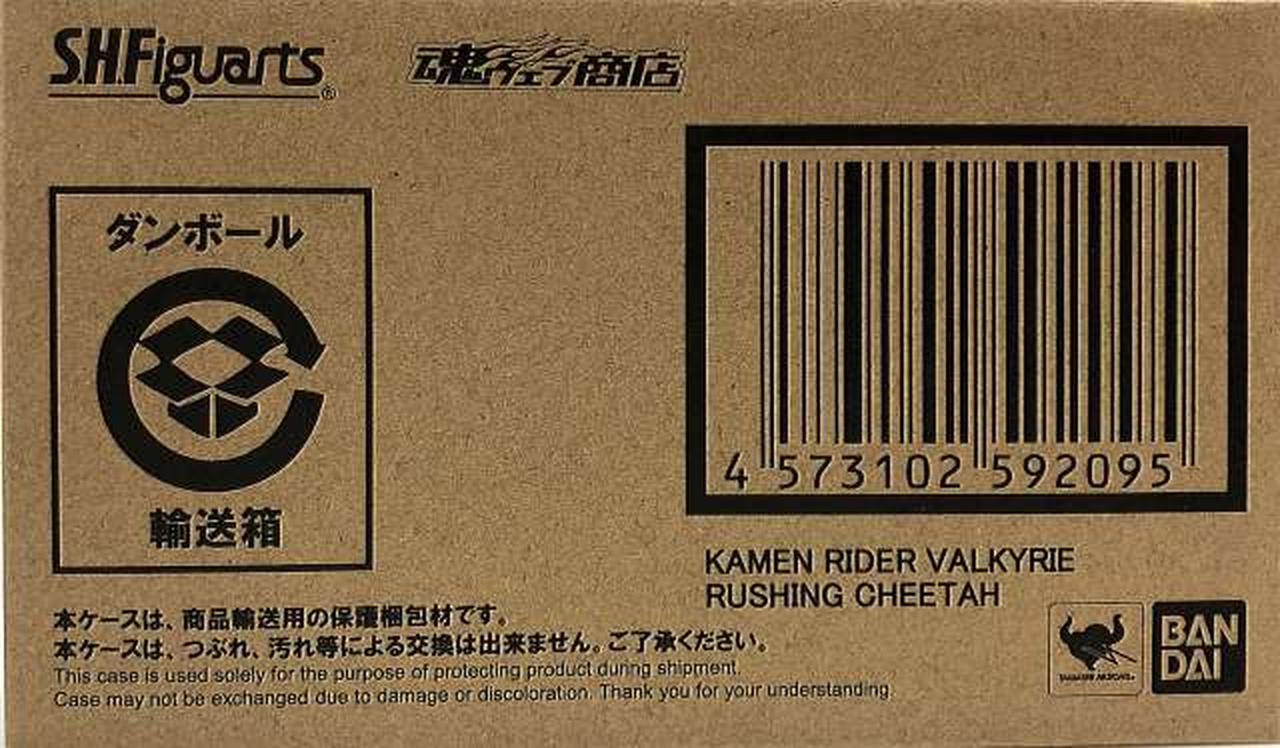 S.H.Figuarts®
魂ウェブ商店
ダンボール
輸送箱
4 573102 592095
KAMEN RIDER VALKYRIE
RUSHING CHEETAH
本ケースは、商品輸送用の保護梱包材です。
本ケースは、つぶれ、汚れ等による交換は出来ません。ご了承ください。
This case is used solely for the purpose of protecting product during shipment.
Case may not be exchanged due to damage or discoloration. Thank you for your understanding.
TAMASHII NATIONS
BAN
DAI